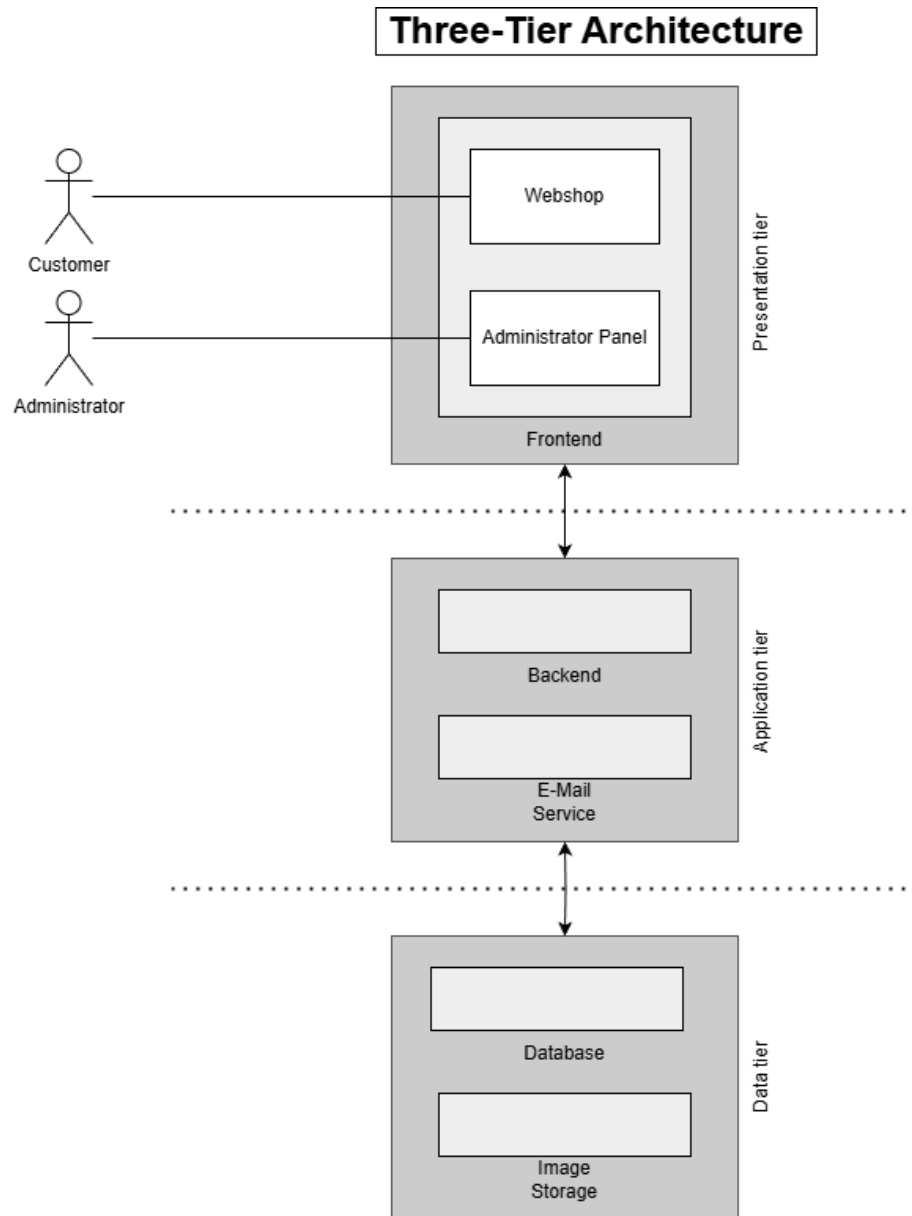 Three-Tier Architecture
Webshop
Customer
Administrator Panel
Administrator
Frontend
Presentation tier
Backend
E-Mail
Service
Application tier
Database
Image
Storage
Data tier